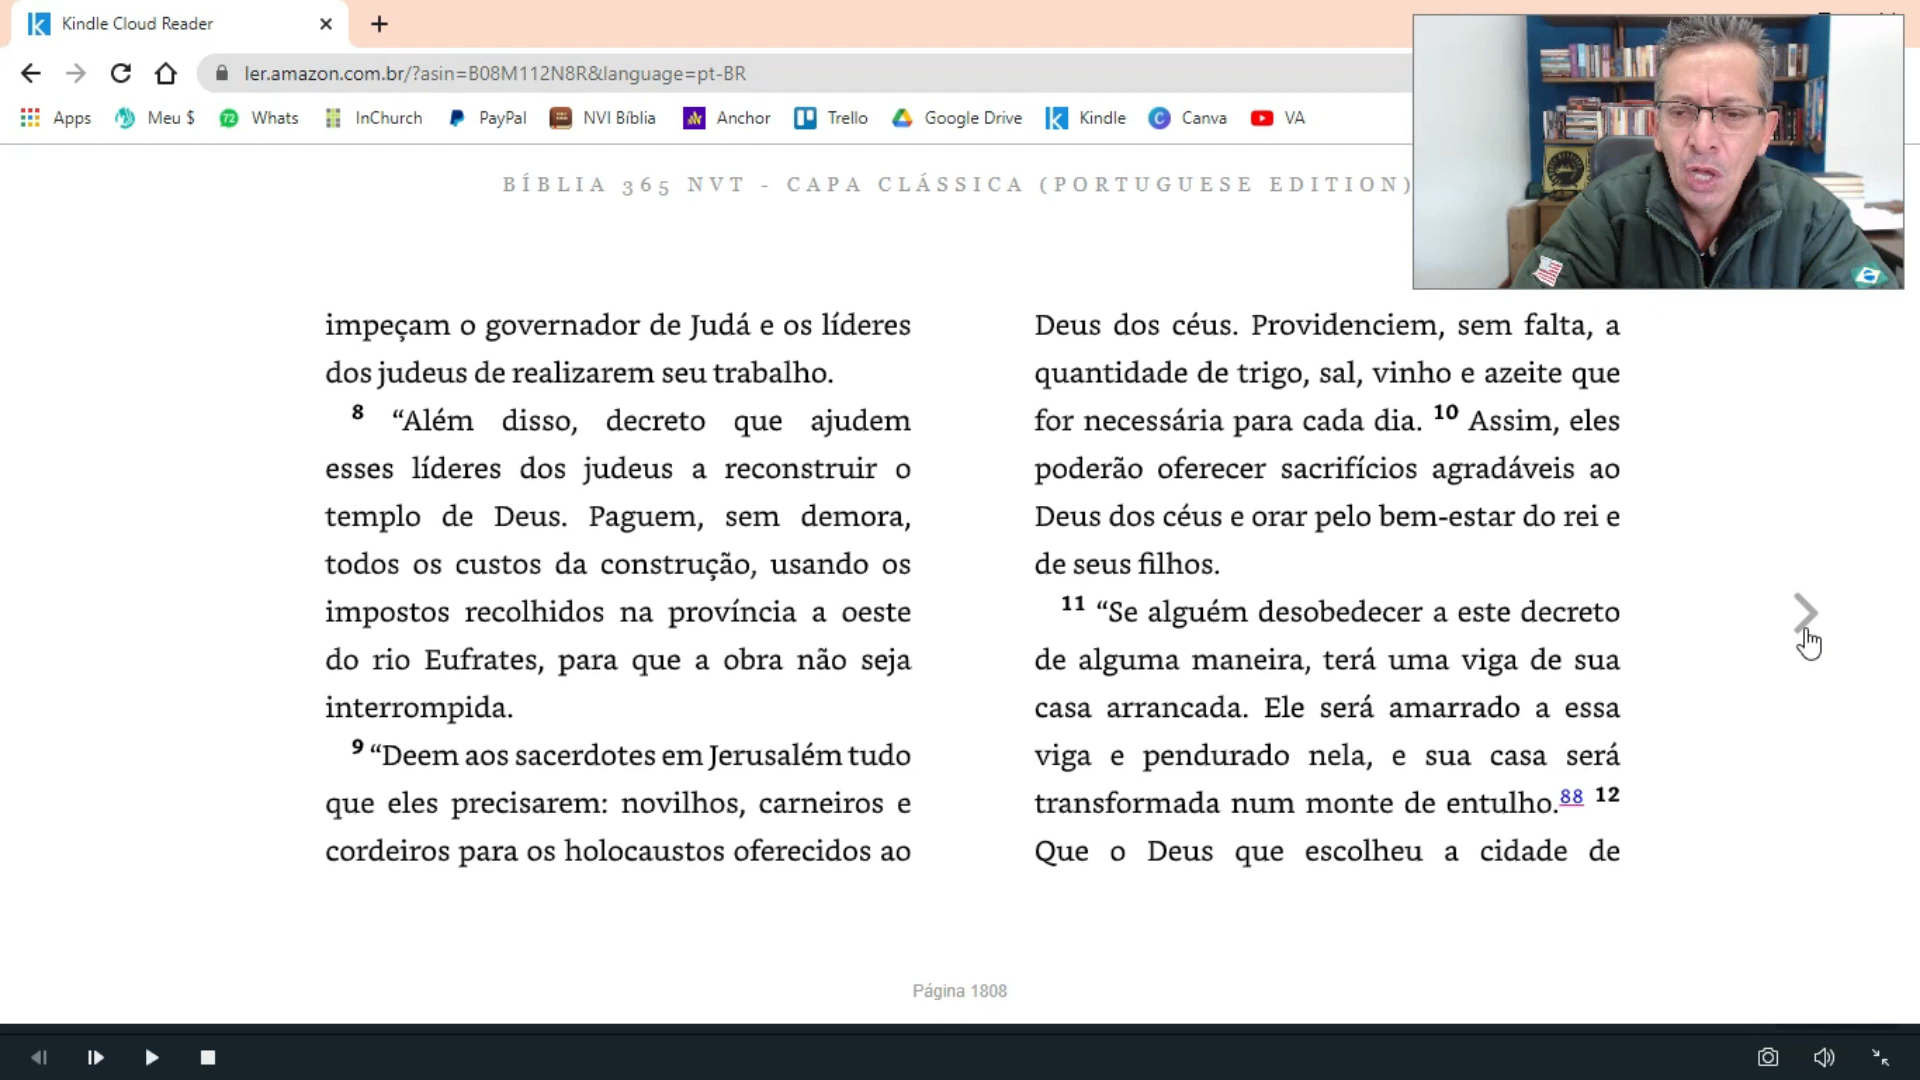 Kindle Cloud Reader
ler.amazon.com.br/?asin=B08M112N8R&language=pt-BR
Apps Meu $ Whats InChurch PayPal NVI Bíblia Anchor Trello Google Drive Kindle Canva VA
BÍBLIA 365 NVT - CAPA CLÁSSICA (PORTUGUESE EDITION)
impeçam o governador de Judá e os líderes
dos judeus de realizarem seu trabalho.
8 “Além disso, decreto que ajudem
esses líderes dos judeus a reconstruir o
templo de Deus. Paguem, sem demora,
todos os custos da construção, usando os
impostos recolhidos na província a oeste
do rio Eufrates, para que a obra não seja
interrompida.
9 “Deem aos sacerdotes em Jerusalém tudo
que eles precisarem: novilhos, carneiros e
cordeiros para os holocaustos oferecidos ao
Deus dos céus. Providenciem, sem falta, a
quantidade de trigo, sal, vinho e azeite que
for necessária para cada dia. 10 Assim, eles
poderão oferecer sacrifícios agradáveis ao
Deus dos céus e orar pelo bem-estar do rei e
de seus filhos.
11 “Se alguém desobedecer a este decreto
de alguma maneira, terá uma viga de sua
casa arrancada. Ele será amarrado a essa
viga e pendurado nela, e sua casa será
transformada num monte de entulho.88 12
Que o Deus que escolheu a cidade de
Página 1808